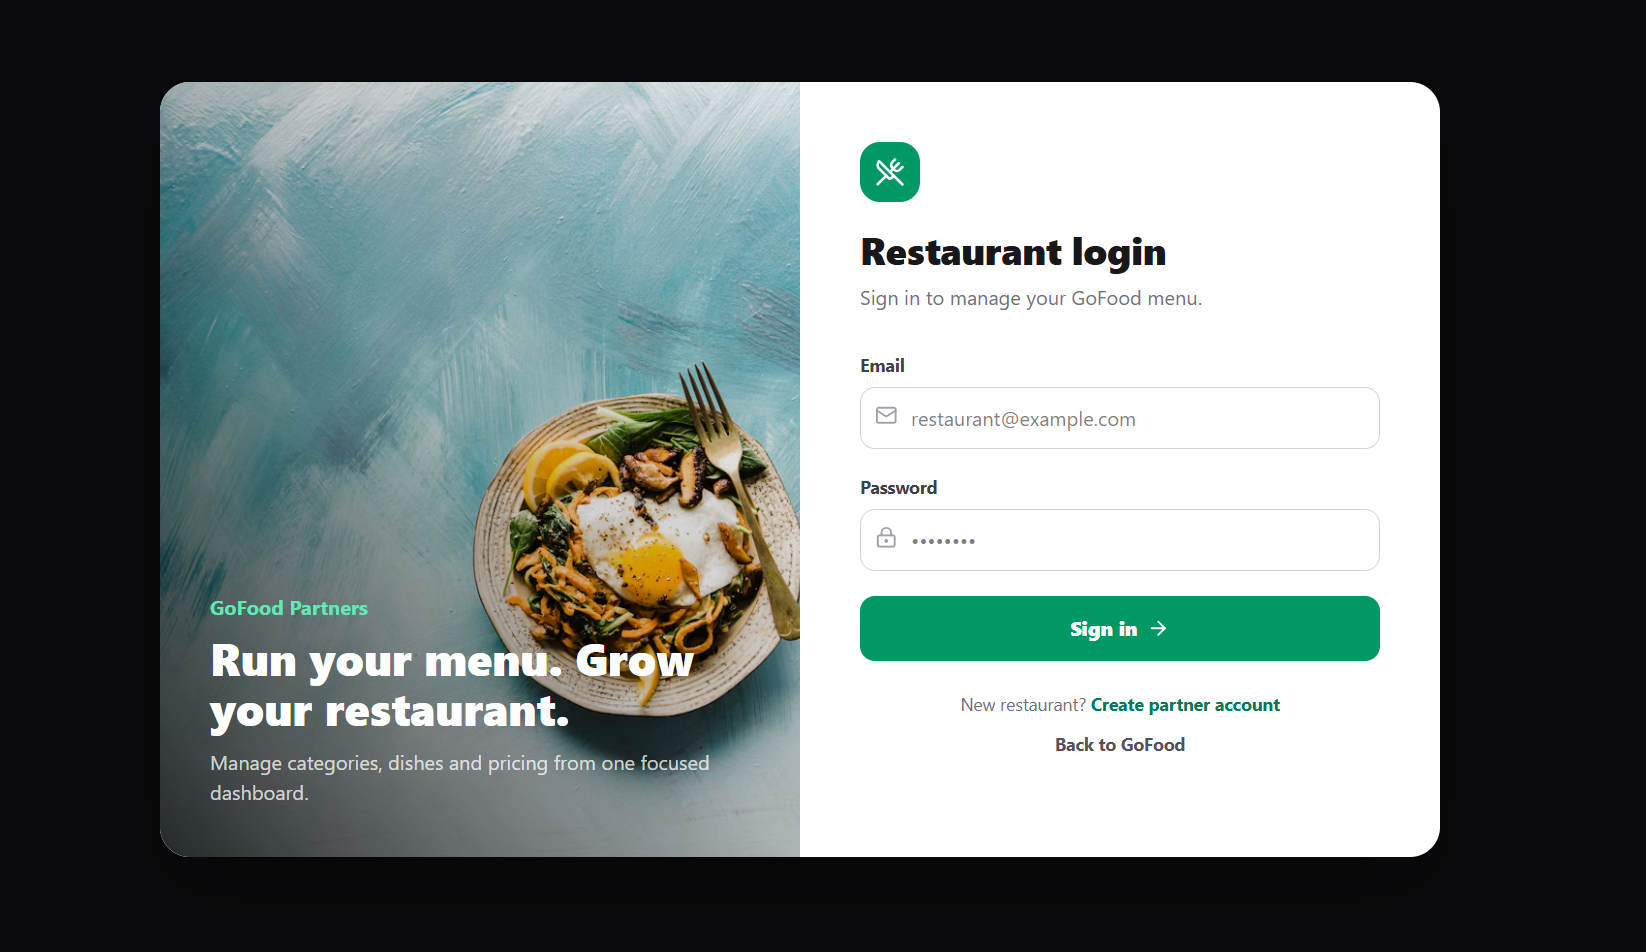 GoFood Partners
Run your menu. Grow
your restaurant.
Manage categories, dishes and pricing from one focused
dashboard.
Restaurant login
Sign in to manage your GoFood menu.
Email
restaurant@example.com
Password
••••••••
Sign in →
New restaurant? Create partner account
Back to GoFood